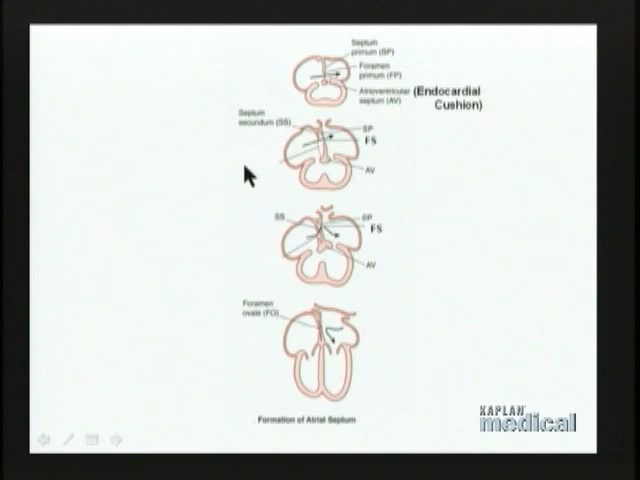 Septum
primum (SP)
Foramen
primum (FP)
Atrioventricular (Endocardial
septum (AV) Cushion)
Septum
secundum (SS)
SP
FS
AV
SS
SP
FS
AV
Foramen
ovale (FO)
Formation of Atrial Septum
KAPLAN
medical